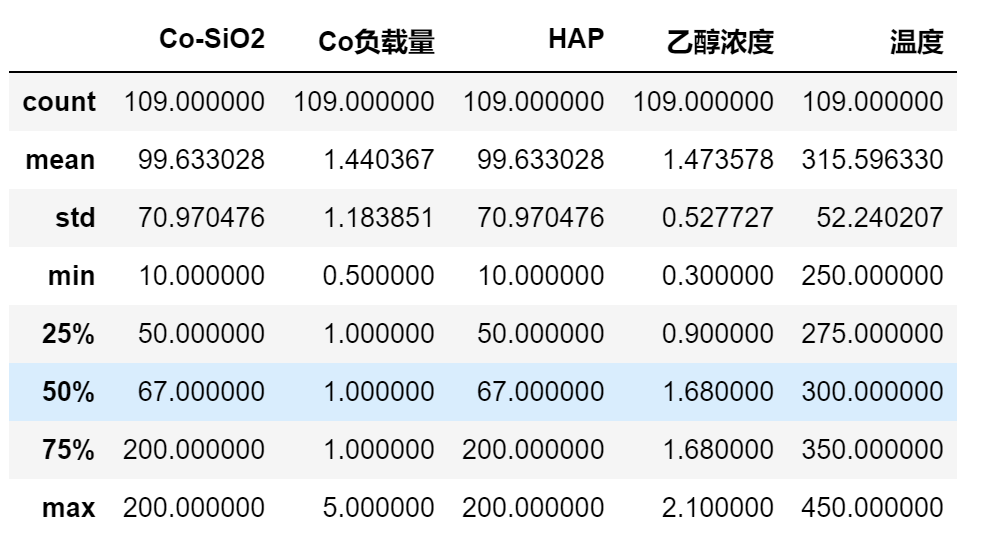 Co-SiO2 Co负载量 HAP 乙醇浓度 温度
count 109.000000 109.000000 109.000000 109.000000 109.000000
mean 99.633028 1.440367 99.633028 1.473578 315.596330
std 70.970476 1.183851 70.970476 0.527727 52.240207
min 10.000000 0.500000 10.000000 0.300000 250.000000
25% 50.000000 1.000000 50.000000 0.900000 275.000000
50% 67.000000 1.000000 67.000000 1.680000 300.000000
75% 200.000000 1.000000 200.000000 1.680000 350.000000
max 200.000000 5.000000 200.000000 2.100000 450.000000